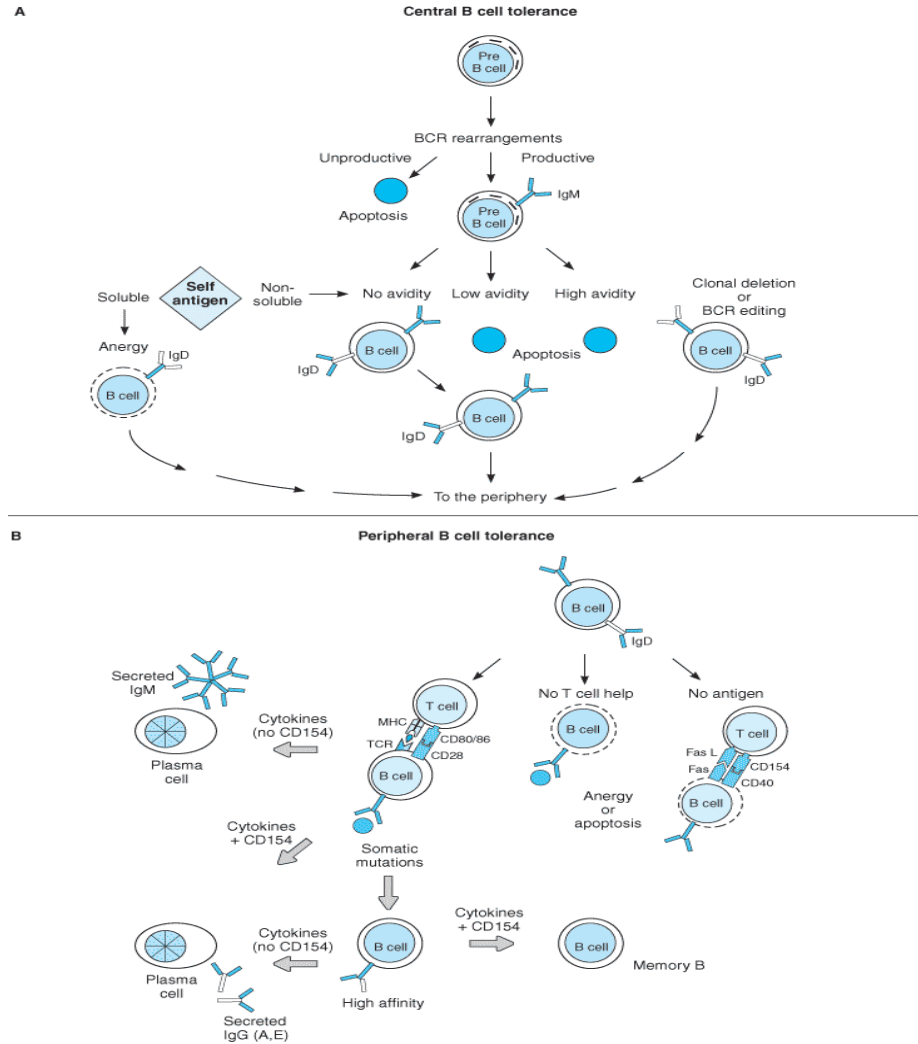 A
Central B cell tolerance
Pre
B cell
BCR rearrangements
Unproductive
Productive
Apoptosis
Pre
B cell
IgM
Soluble
Self
antigen
Non-
soluble
No avidity
Low avidity
High avidity
Clonal deletion
or
BCR editing
Anergy
IgD
B cell
B cell
IgD
Apoptosis
B cell
IgD
B cell
IgD
To the periphery
B
Peripheral B cell tolerance
B cell
IgD
Secreted
IgM
Plasma
cell
Cytokines
(no CD154)
T cell
MHC
TCR
CD80/86
CD28
B cell
No T cell help
B cell
No antigen
T cell
Fas L
Fas
CD154
CD40
B cell
Anergy
or
apoptosis
Cytokines
+ CD154
Somatic
mutations
Plasma
cell
Cytokines
(no CD154)
B cell
High affinity
Cytokines
+ CD154
B cell
Memory B
Secreted
IgG (A,E)